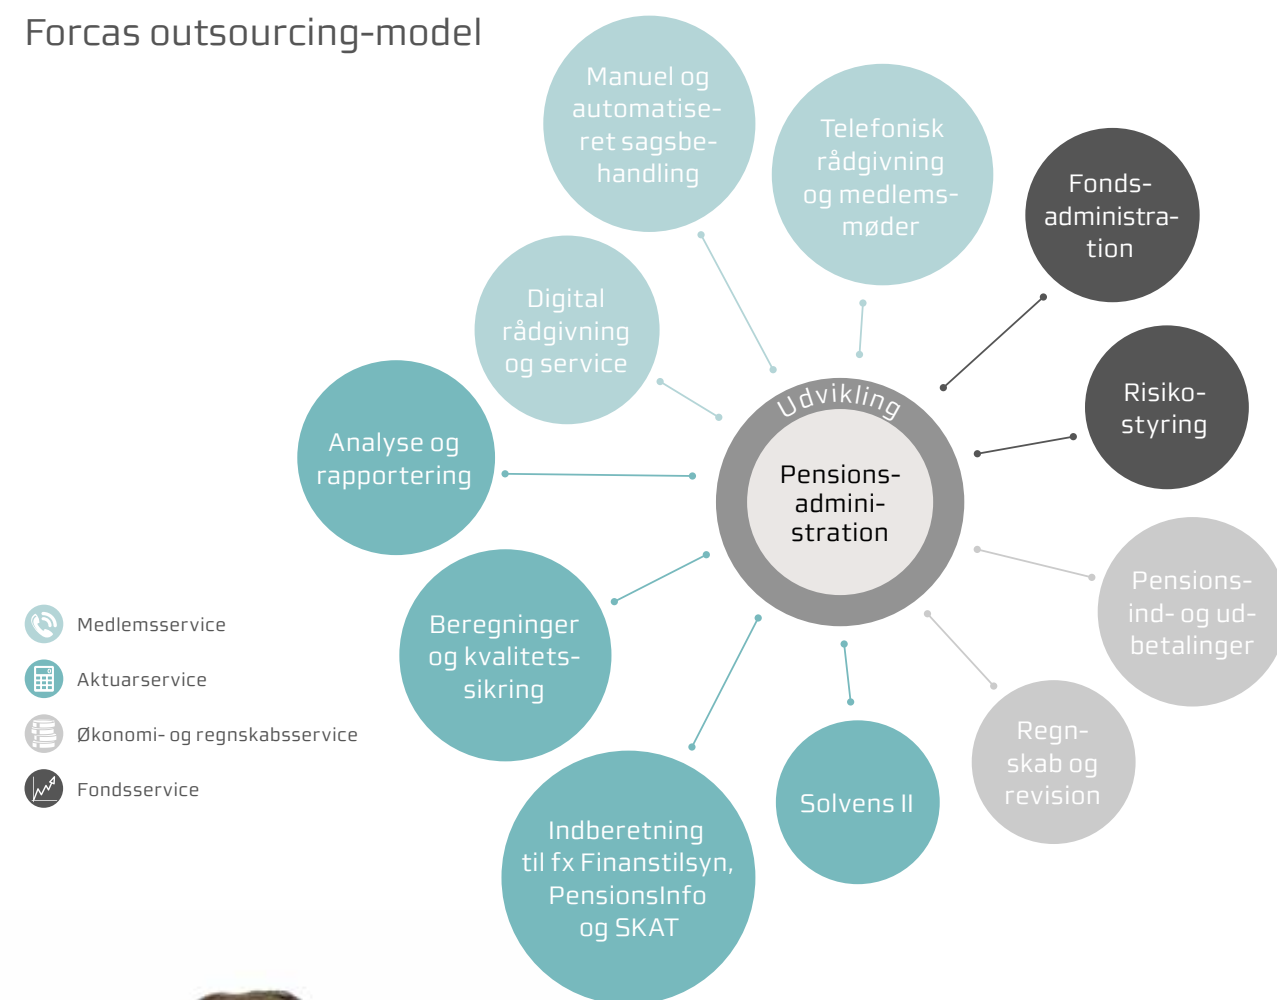 Forcas outsourcing-model
Manuel og
automatise-
ret sagsbe-
handling
Telefonisk
rådgivning
og medlems-
møder
Fonds-
administra-
tion
Digital
rådgivning
og service
Risiko-
styring
Udvikling
Pensions-
admini-
stration
Analyse og
rapportering
Pensions-
ind- og ud-
betalinger
Beregninger
og kvalitets-
sikring
Regn-
skab og
revision
Solvens II
Indberetning
til fx Finanstilsyn,
PensionsInfo
og SKAT
Medlemsservice
Aktuarservice
Økonomi- og regnskabsservice
Fondsservice